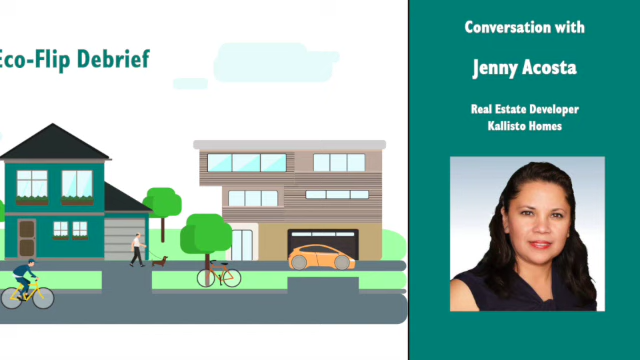 Eco-Flip Debrief
Conversation with
Jenny Acosta
Real Estate Developer
Kallisto Homes